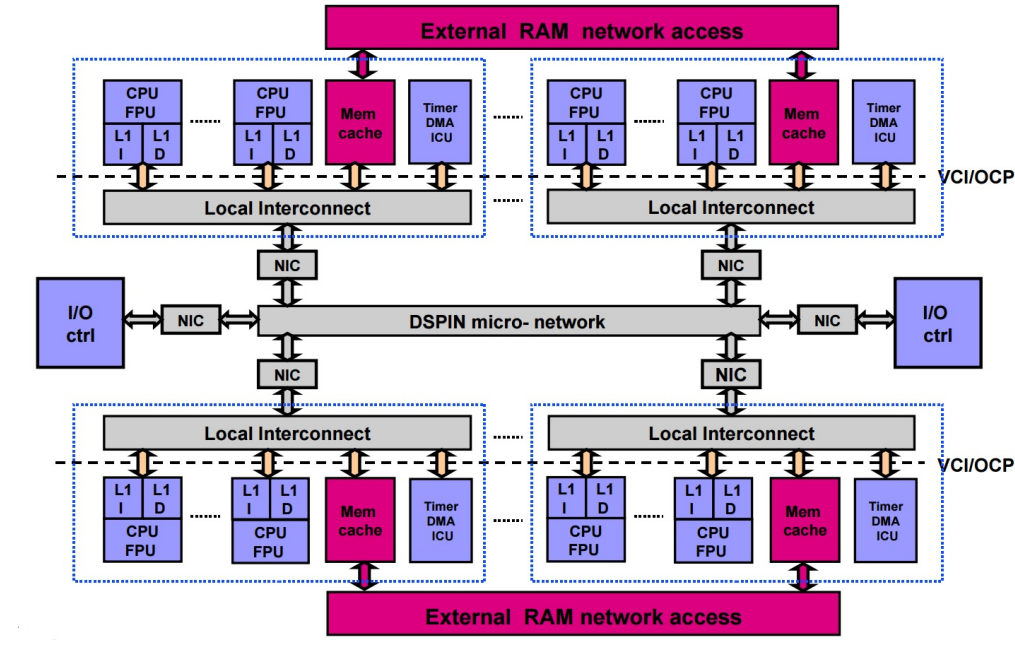 External RAM network access
CPU
FPU
L1 L1
I D
CPU
FPU
L1 L1
I D
Mem
cache
Timer
DMA
ICU
CPU
FPU
L1 L1
I D
CPU
FPU
L1 L1
I D
Mem
cache
Timer
DMA
ICU
VCI/OCP
Local Interconnect
Local Interconnect
NIC
NIC
I/O
ctrl
NIC
DSPIN micro- network
NIC
I/O
ctrl
NIC
NIC
Local Interconnect
Local Interconnect
VCI/OCP
L1 L1
I D
CPU
FPU
L1 L1
I D
CPU
FPU
Mem
cache
Timer
DMA
ICU
L1 L1
I D
CPU
FPU
L1 L1
I D
CPU
FPU
Mem
cache
Timer
DMA
ICU
External RAM network access